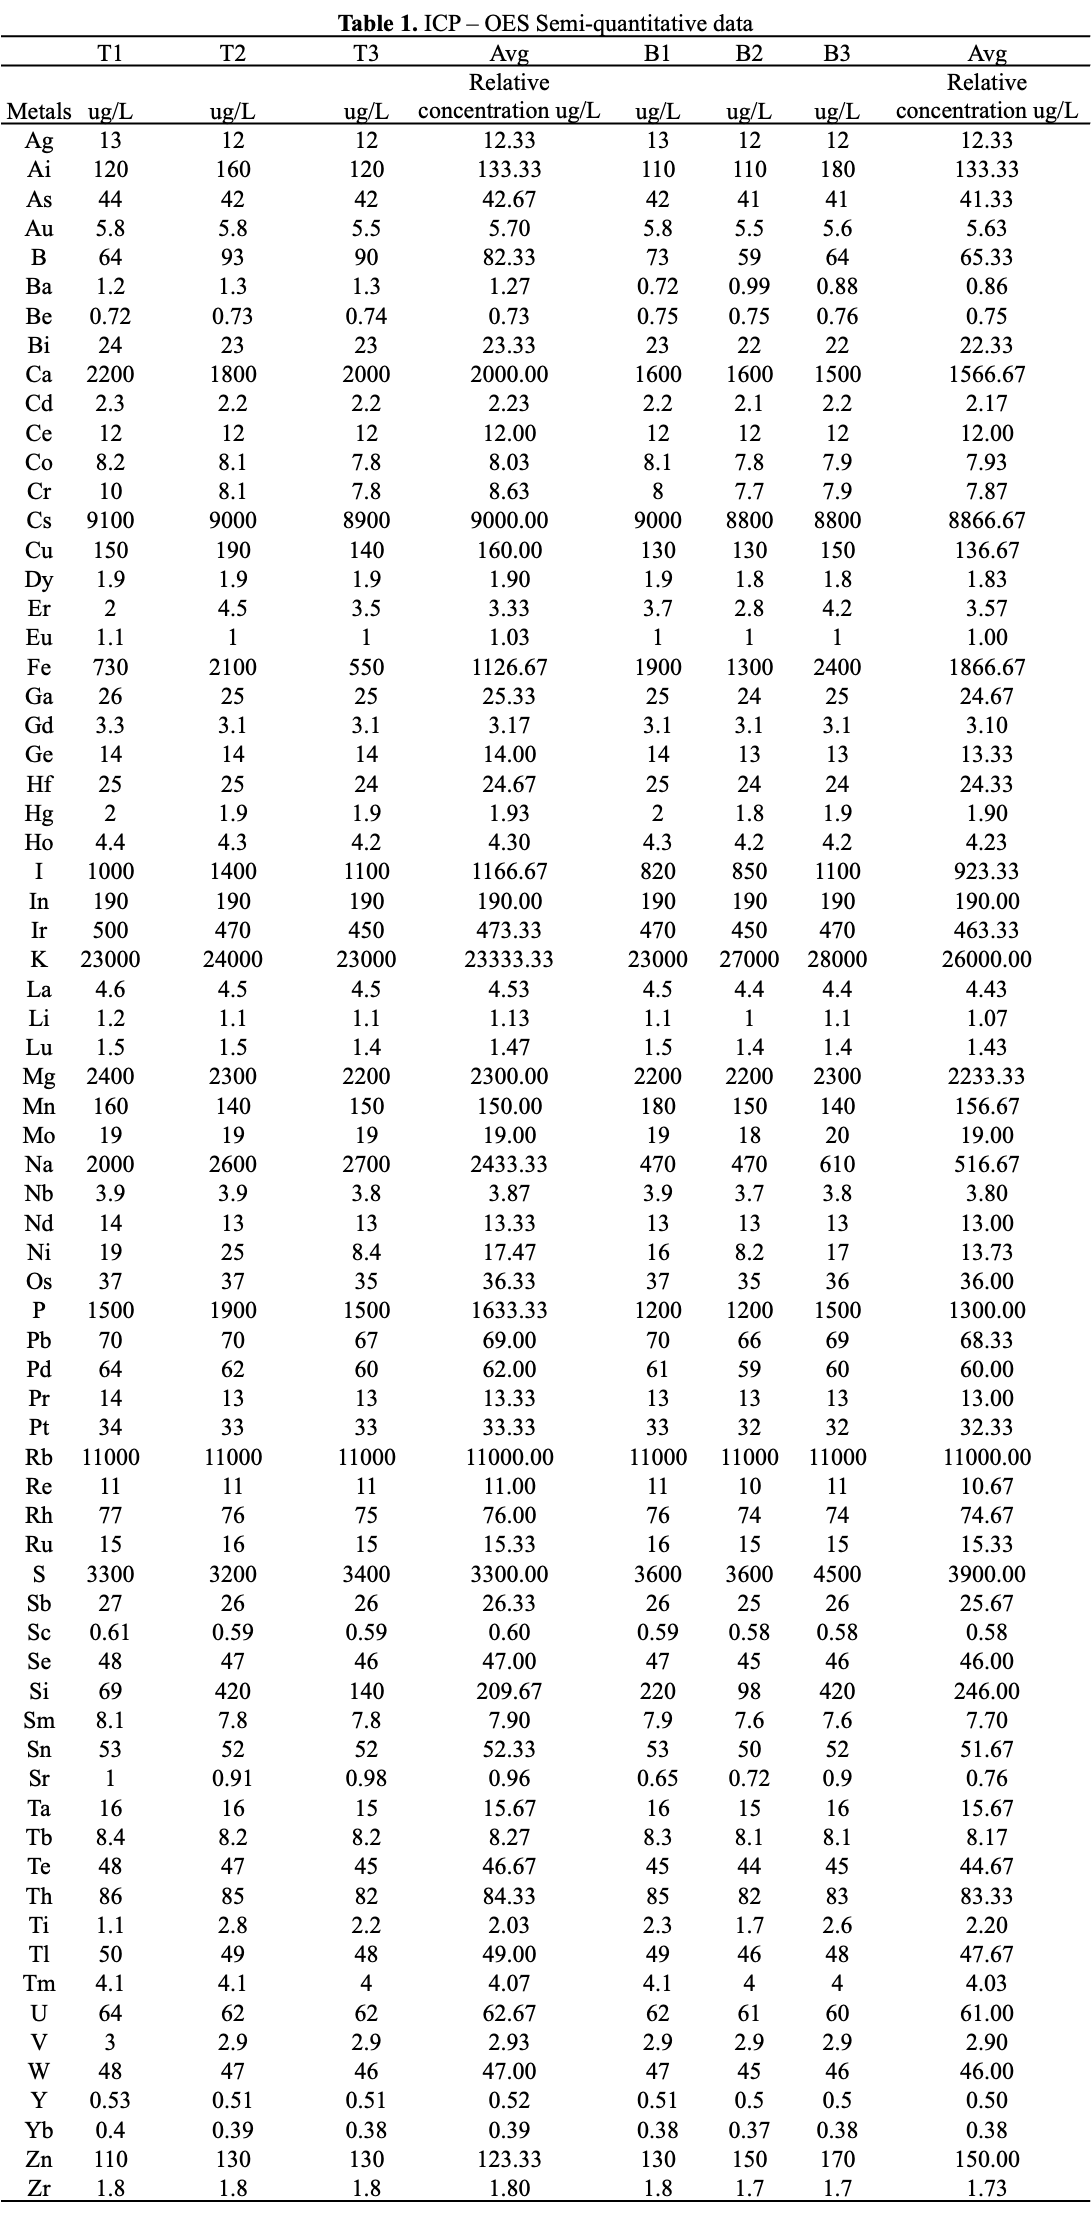 Table 1. ICP – OES Semi-quantitative data
T1 T2 T3 Avg B1 B2 B3 Avg
Relative Relative
Metals ug/L ug/L ug/L concentration ug/L ug/L ug/L ug/L concentration ug/L
Ag 13 12 12 12.33 13 12 12 12.33
Ai 120 160 120 133.33 110 110 180 133.33
As 44 42 42 42.67 42 41 41 41.33
Au 5.8 5.8 5.5 5.70 5.8 5.5 5.6 5.63
B 64 93 90 82.33 73 59 64 65.33
Ba 1.2 1.3 1.3 1.27 0.72 0.99 0.88 0.86
Be 0.72 0.73 0.74 0.73 0.75 0.75 0.76 0.75
Bi 24 23 23 23.33 23 22 22 22.33
Ca 2200 1800 2000 2000.00 1600 1600 1500 1566.67
Cd 2.3 2.2 2.2 2.23 2.2 2.1 2.2 2.17
Ce 12 12 12 12.00 12 12 12 12.00
Co 8.2 8.1 7.8 8.03 8.1 7.8 7.9 7.93
Cr 10 8.1 7.8 8.63 8 7.7 7.9 7.87
Cs 9100 9000 8900 9000.00 9000 8800 8800 8866.67
Cu 150 190 140 160.00 130 130 150 136.67
Dy 1.9 1.9 1.9 1.90 1.9 1.8 1.8 1.83
Er 2 4.5 3.5 3.33 3.7 2.8 4.2 3.57
Eu 1.1 1 1 1.03 1 1 1 1.00
Fe 730 2100 550 1126.67 1900 1300 2400 1866.67
Ga 26 25 25 25.33 25 24 25 24.67
Gd 3.3 3.1 3.1 3.17 3.1 3.1 3.1 3.10
Ge 14 14 14 14.00 14 13 13 13.33
Hf 25 25 24 24.67 25 24 24 24.33
Hg 2 1.9 1.9 1.93 2 1.8 1.9 1.90
Ho 4.4 4.3 4.2 4.30 4.3 4.2 4.2 4.23
I 1000 1400 1100 1166.67 820 850 1100 923.33
In 190 190 190 190.00 190 190 190 190.00
Ir 500 470 450 473.33 470 450 470 463.33
K 23000 24000 23000 23333.33 23000 27000 28000 26000.00
La 4.6 4.5 4.5 4.53 4.5 4.4 4.4 4.43
Li 1.2 1.1 1.1 1.13 1.1 1 1.1 1.07
Lu 1.5 1.5 1.4 1.47 1.5 1.4 1.4 1.43
Mg 2400 2300 2200 2300.00 2200 2200 2300 2233.33
Mn 160 140 150 150.00 180 150 140 156.67
Mo 19 19 19 19.00 19 18 20 19.00
Na 2000 2600 2700 2433.33 470 470 610 516.67
Nb 3.9 3.9 3.8 3.87 3.9 3.7 3.8 3.80
Nd 14 13 13 13.33 13 13 13 13.00
Ni 19 25 8.4 17.47 16 8.2 17 13.73
Os 37 37 35 36.33 37 35 36 36.00
P 1500 1900 1500 1633.33 1200 1200 1500 1300.00
Pb 70 70 67 69.00 70 66 69 68.33
Pd 64 62 60 62.00 61 59 60 60.00
Pr 14 13 13 13.33 13 13 13 13.00
Pt 34 33 33 33.33 33 32 32 32.33
Rb 11000 11000 11000 11000.00 11000 11000 11000 11000.00
Re 11 11 11 11.00 11 10 11 10.67
Rh 77 76 75 76.00 76 74 74 74.67
Ru 15 16 15 15.33 16 15 15 15.33
S 3300 3200 3400 3300.00 3600 3600 4500 3900.00
Sb 27 26 26 26.33 26 25 26 25.67
Sc 0.61 0.59 0.59 0.60 0.59 0.58 0.58 0.58
Se 48 47 46 47.00 47 45 46 46.00
Si 69 420 140 209.67 220 98 420 246.00
Sm 8.1 7.8 7.8 7.90 7.9 7.6 7.6 7.70
Sn 53 52 52 52.33 53 50 52 51.67
Sr 1 0.91 0.98 0.96 0.65 0.72 0.9 0.76
Ta 16 16 15 15.67 16 15 16 15.67
Tb 8.4 8.2 8.2 8.27 8.3 8.1 8.1 8.17
Te 48 47 45 46.67 45 44 45 44.67
Th 86 85 82 84.33 85 82 83 83.33
Ti 1.1 2.8 2.2 2.03 2.3 1.7 2.6 2.20
Tl 50 49 48 49.00 49 46 48 47.67
Tm 4.1 4.1 4 4.07 4.1 4 4 4.03
U 64 62 62 62.67 62 61 60 61.00
V 3 2.9 2.9 2.93 2.9 2.9 2.9 2.90
W 48 47 46 47.00 47 45 46 46.00
Y 0.53 0.51 0.51 0.52 0.51 0.5 0.5 0.50
Yb 0.4 0.39 0.38 0.39 0.38 0.37 0.38 0.38
Zn 110 130 130 123.33 130 150 170 150.00
Zr 1.8 1.8 1.8 1.80 1.8 1.7 1.7 1.73